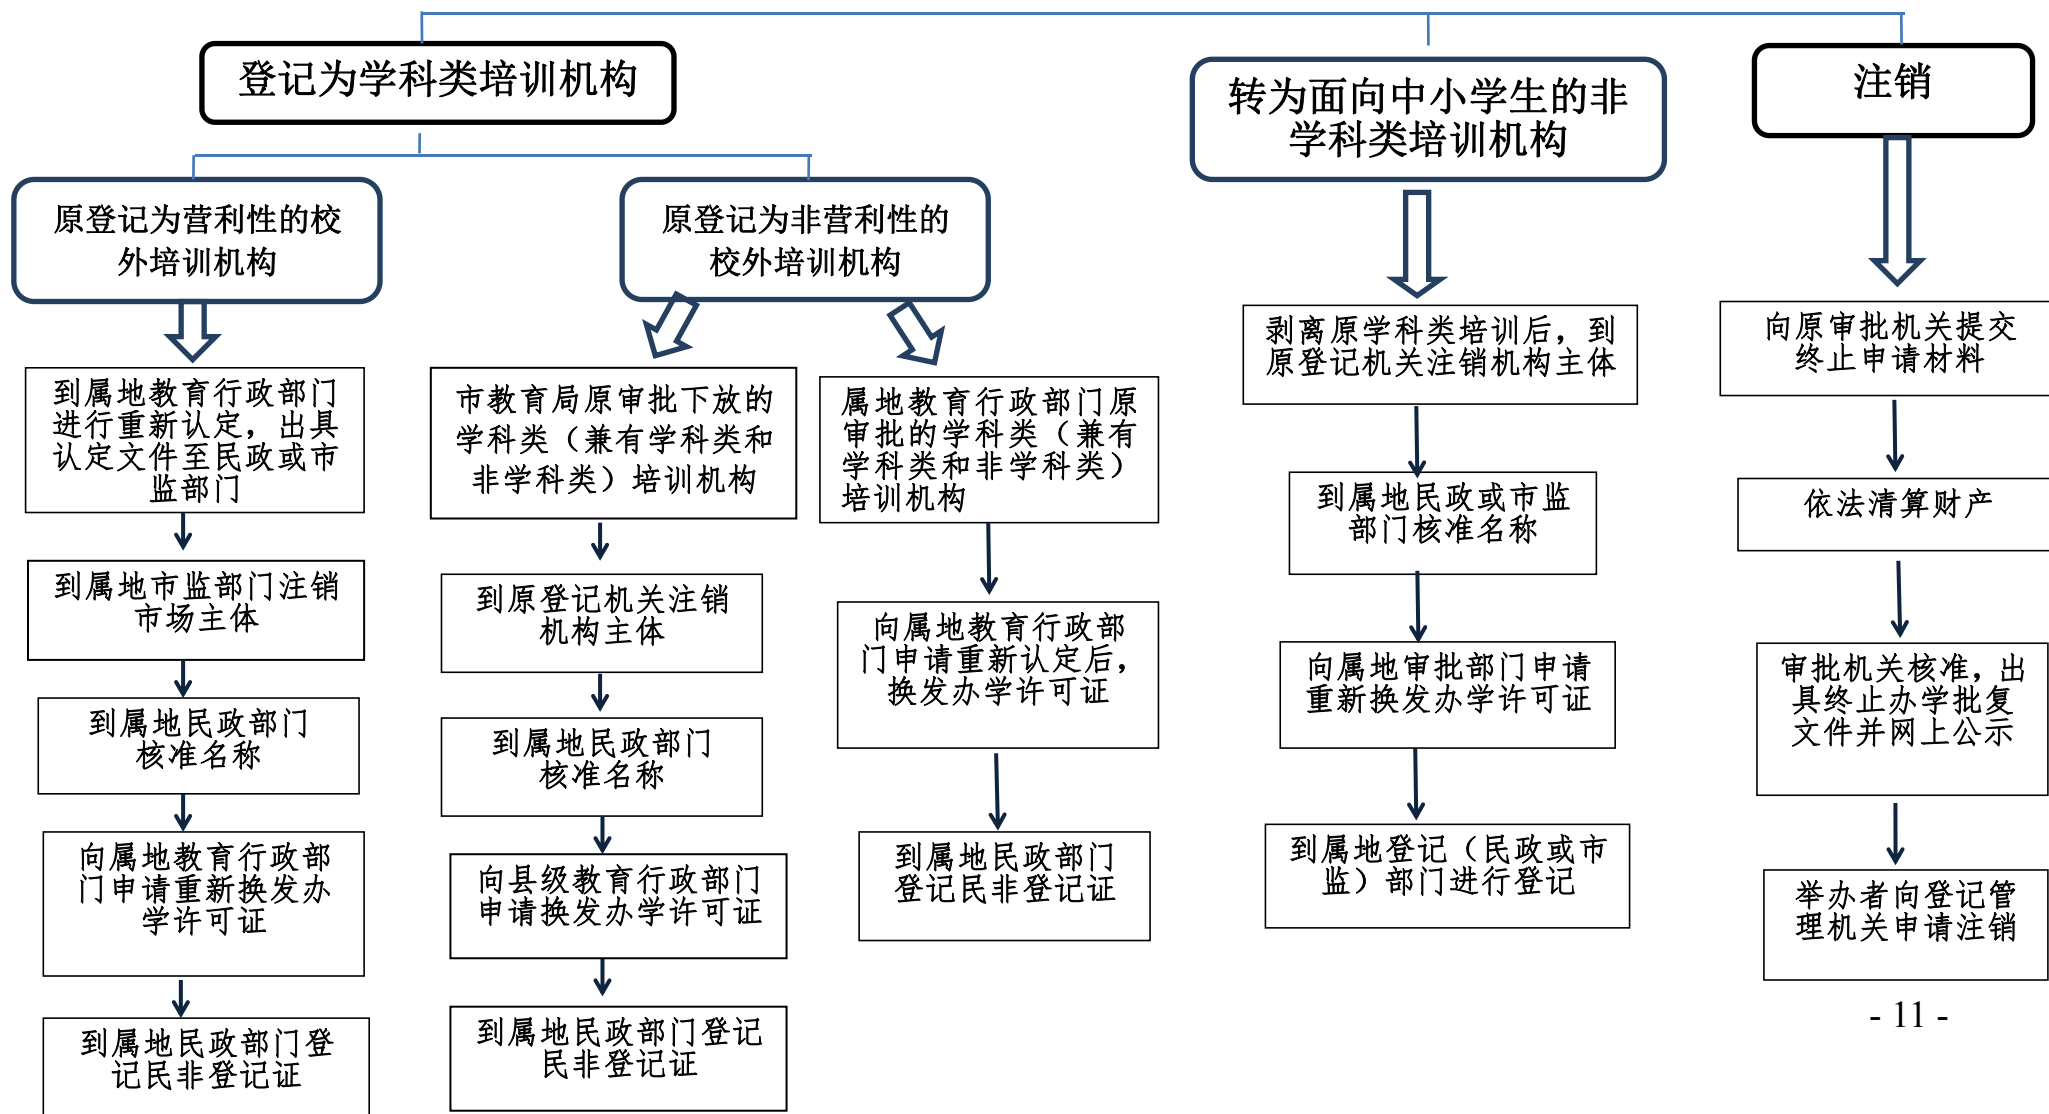 登记为学科类培训机构
转为面向中小学生的非
学科类培训机构
注销
原登记为营利性的校
外培训机构
原登记为非营利性的
校外培训机构
到属地教育行政部门
进行重新认定，出具
认定文件至民政或市
监部门
到属地市监部门注销
市场主体
到属地民政部门
核准名称
向属地教育行政部
门申请重新换发办
学许可证
到属地民政部门登
记民非登记证
市教育局原审批下放的
学科类（兼有学科类和
非学科类）培训机构
到原登记机关注销
机构主体
到属地民政部门
核准名称
向县级教育行政部门
申请换发办学许可证
到属地民政部门登记
民非登记证
属地教育行政部门原
审批的学科类（兼有
学科类和非学科类）
培训机构
向属地教育行政部
门申请重新认定后，
换发办学许可证
到属地民政部门
登记民非登记证
剥离原学科类培训后，到
原登记机关注销机构主体
到属地民政或市监
部门核准名称
向属地审批部门申请
重新换发办学许可证
到属地登记（民政或市
监）部门进行登记
向原审批机关提交
终止申请材料
依法清算财产
审批机关核准，出
具终止办学批复
文件并网上公示
举办者向登记管
理机关申请注销
- 11 -